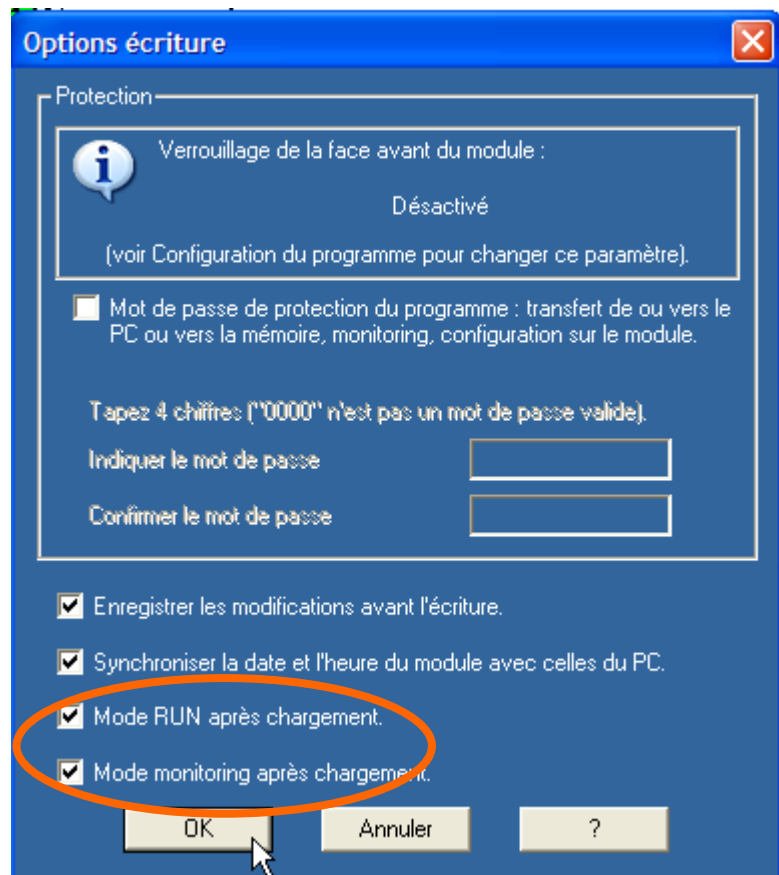 Options écriture
Protection
Verrouillage de la face avant du module :
Désactivé
(voir Configuration du programme pour changer ce paramètre).
Mot de passe de protection du programme : transfert de ou vers le
PC ou vers la mémoire, monitoring, configuration sur le module.
Tapez 4 chiffres ("0000" n'est pas un mot de passe valide).
Indiquer le mot de passe
Confirmer le mot de passe
Enregistrer les modifications avant l'écriture.
Synchroniser la date et l'heure du module avec celles du PC.
Mode RUN après chargement.
Mode monitoring après chargement.
OK
Annuler
?